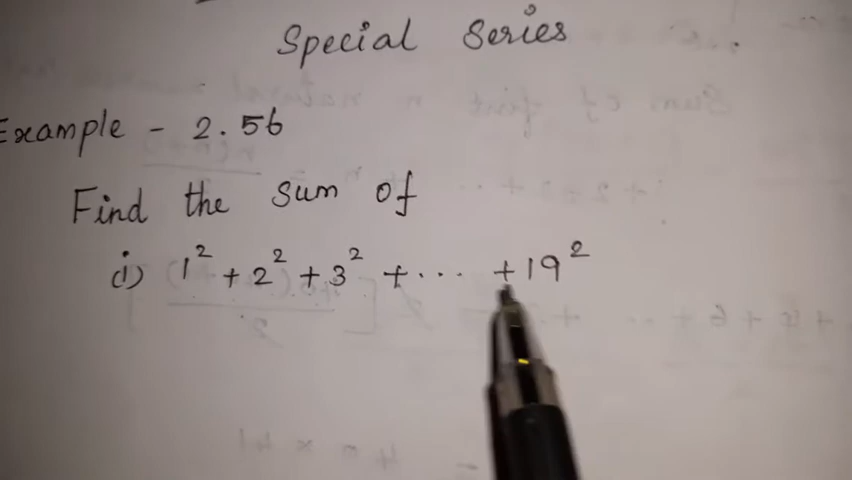 Special Series
Example - 2.56
Find the sum of
(i) 1² + 2² + 3² + ... + 19²